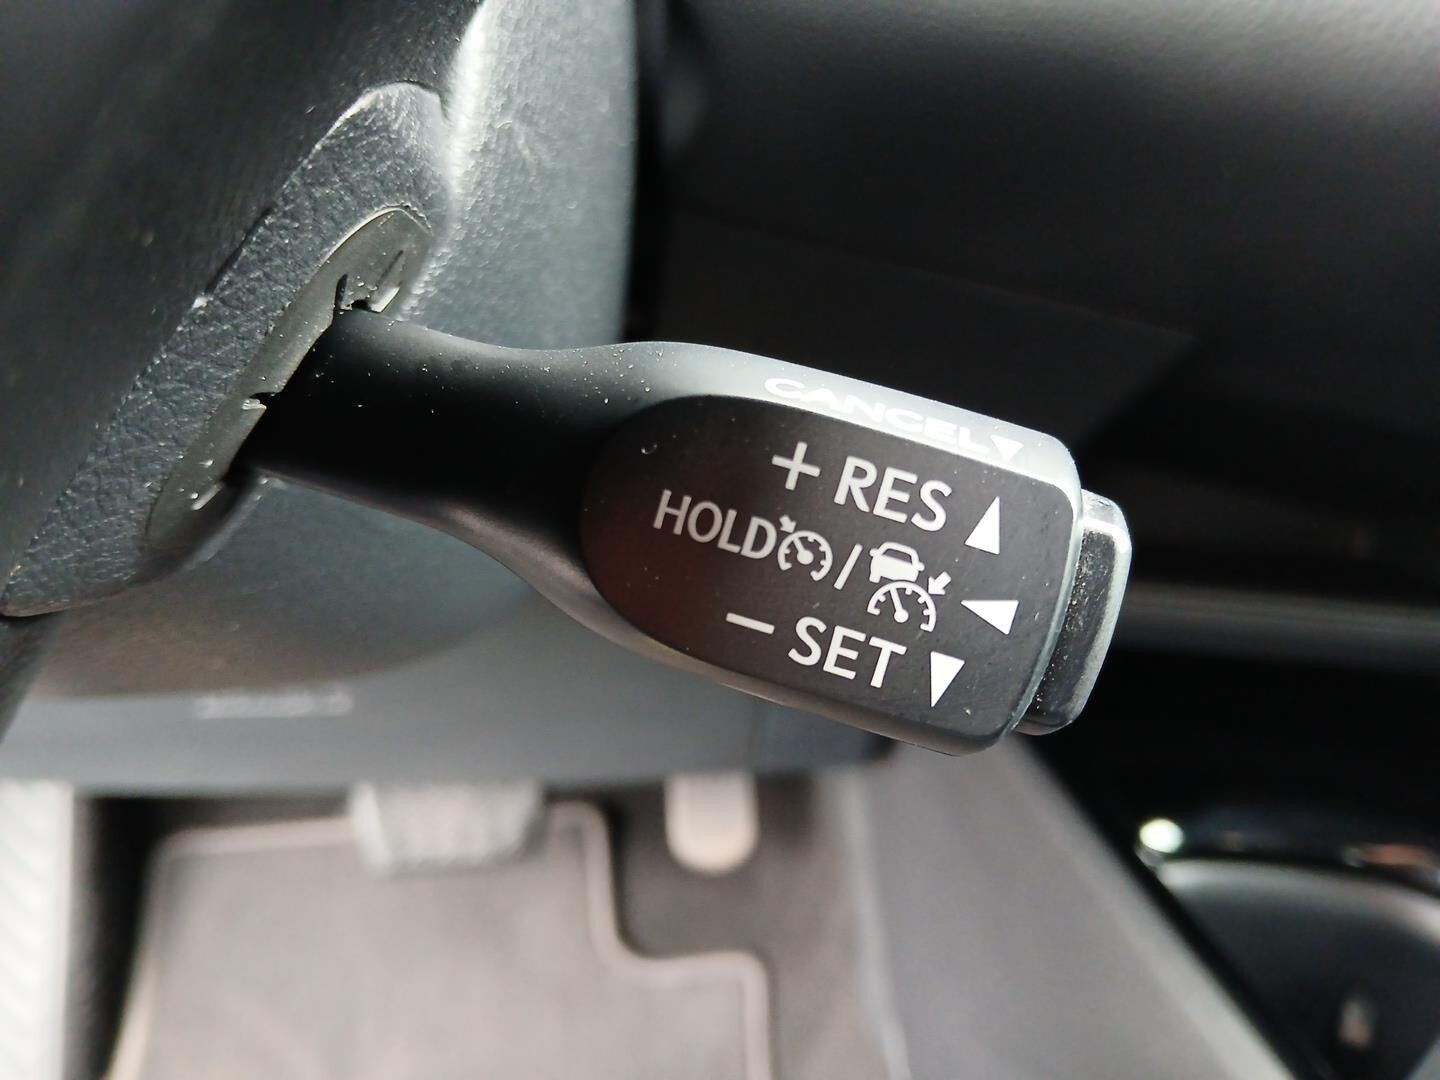 CANCEL
+ RES
HOLD /
− SET